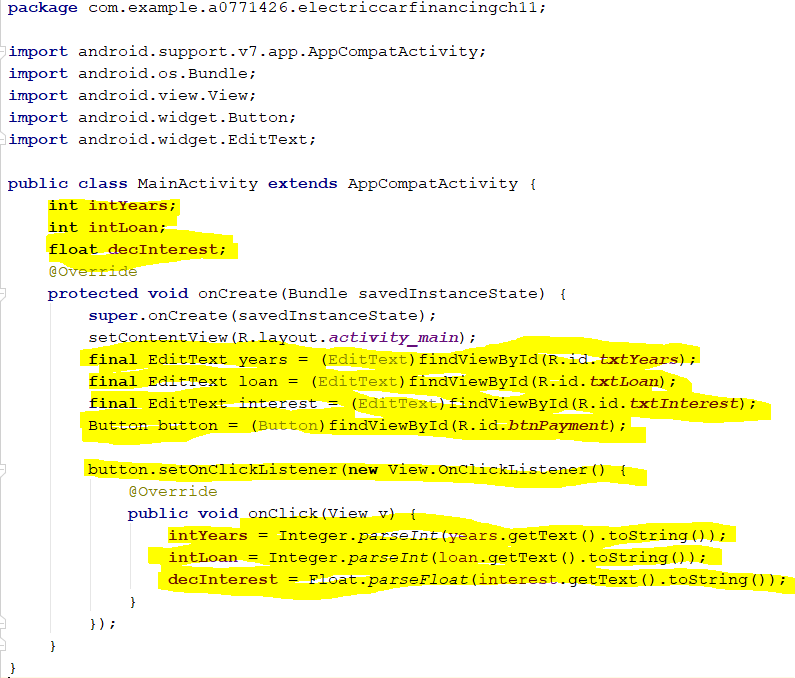 package com.example.a0771426.electriccarfinancingch11;
import android.support.v7.app.AppCompatActivity;
import android.os.Bundle;
import android.view.View;
import android.widget.Button;
import android.widget.EditText;
public class MainActivity extends AppCompatActivity {
int intYears;
int intLoan;
float decInterest;
@Override
protected void onCreate(Bundle savedInstanceState) {
super.onCreate(savedInstanceState);
setContentView(R.layout.activity_main);
final EditText years = (EditText)findViewById(R.id.txtYears);
final EditText loan = (EditText)findViewById(R.id.txtLoan);
final EditText interest = (EditText)findViewById(R.id.txtInterest);
Button button = (Button)findViewById(R.id.btnPayment);
button.setOnClickListener(new View.OnClickListener() {
@Override
public void onClick(View v) {
intYears = Integer.parseInt(years.getText().toString());
intLoan = Integer.parseInt(loan.getText().toString());
decInterest = Float.parseFloat(interest.getText().toString());
}
});
}
}